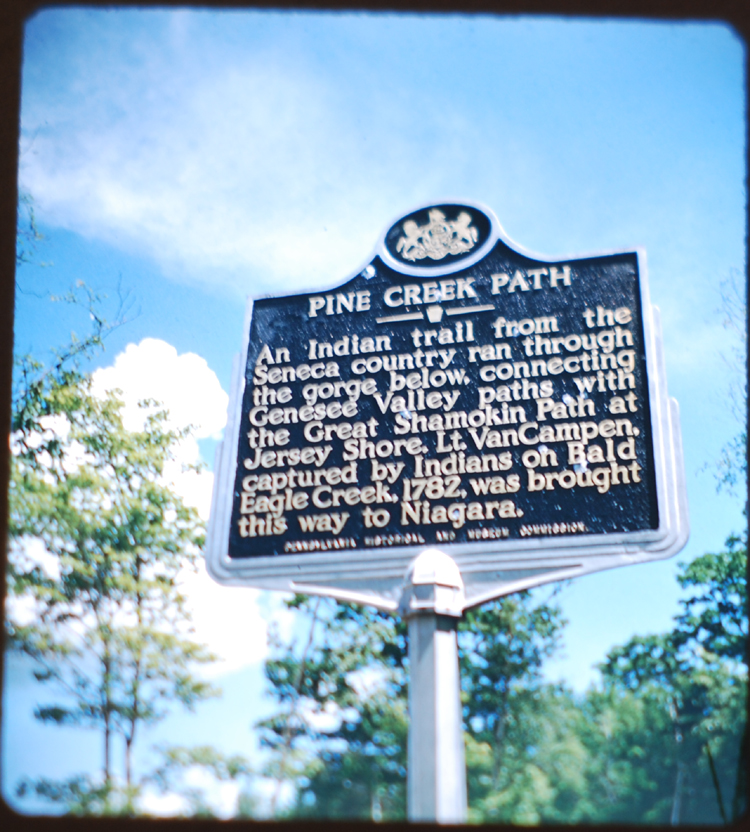 PINE CREEK PATH
An Indian trail from the
Seneca country ran through
the gorge below, connecting
Genesee Valley paths with
the Great Shamokin Path at
Jersey Shore. Lt. VanCampen,
captured by Indians on Bald
Eagle Creek, 1782, was brought
this way to Niagara.
PENNSYLVANIA HISTORICAL AND MUSEUM COMMISSION